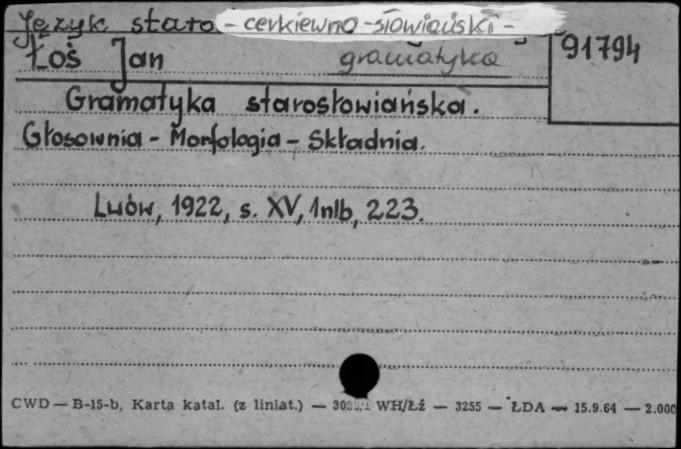 Język staro-cerkiewno-słowiański-
gramatyka
Łoś Jan
91794
Gramatyka starosłowiańska.
Głosownia - Morfologia - Składnia.
Lwów, 1922, s. XV, 1nlb, 223.
CWD — B-15-b, Karta katal. (z liniat.) — WH/Łź — 3255 — ŁDA — 15.9.64 — 2.000